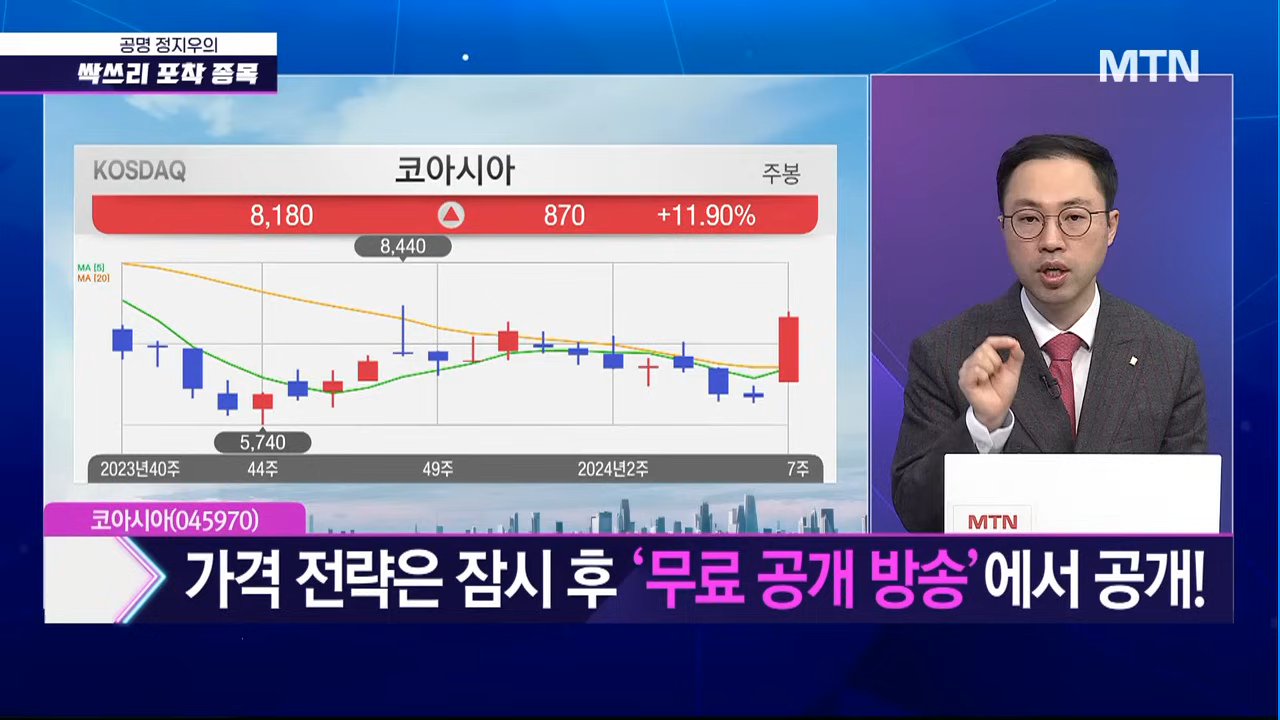 공명 정지우의
싹쓰리 포착 종목
MTN
KOSDAQ
코아시아
주봉
8,180 ▲ 870 +11.90%
8,440
MA [5]
MA [20]
5,740
2023년40주 44주 49주 2024년2주 7주
코아시아(045970)
MTN
가격 전략은 잠시 후 ‘무료 공개 방송’에서 공개!